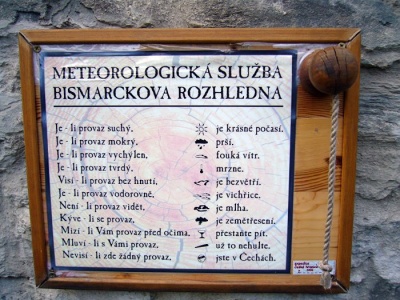 METEOROLOGICKÁ SLUŽBA
BISMARCKOVA ROZHLEDNA
Je - li provaz suchý, je krásné počasí.
Je - li provaz mokrý, prší.
Je - li provaz vychýlen, fouká vítr.
Je - li provaz tvrdý, mrzne.
Visí - li provaz bez hnutí, je bezvětří.
Je - li provaz vodorovně, je vichřice.
Není - li provaz vidět, je mlha.
Kýve - li se provaz, je zemětřesení.
Mizí - li Vám provaz před očima, přestaňte pít.
Mluví - li s Vámi provaz, už to nehulte.
Nevisí - li zde žádný provaz, jste v Čechách.